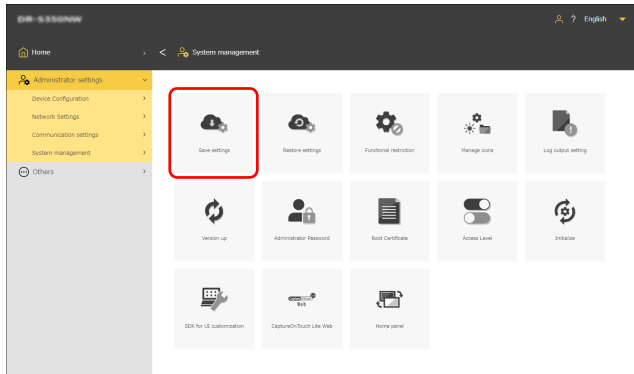 DR-S350NW
? English
Home
< System management
Administrator settings
Device Configuration
Network Settings
Communication settings
System management
Others
Save settings
Restore settings
Functional restriction
Manage icons
Log output setting
Version up
Administrator Password
Root Certificate
Access Level
Initialize
SDK for UI customization
Web
CaptureOnTouch Lite Web
Home panel